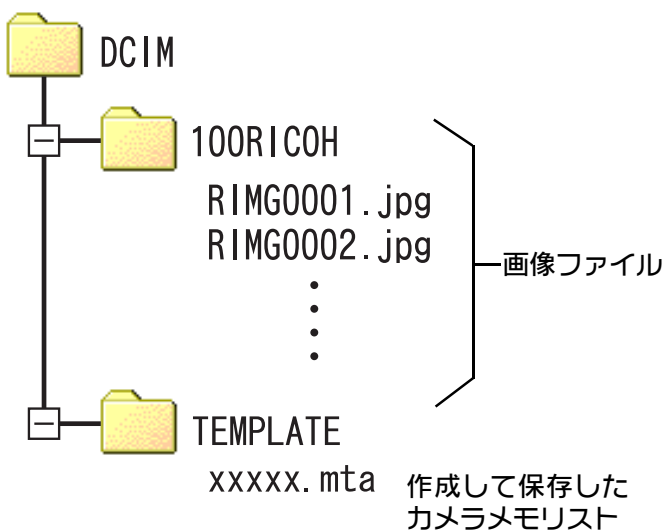 DCIM
100RICOH
RIMG0001.jpg
RIMG0002.jpg
画像ファイル
TEMPLATE
xxxxx.mta
作成して保存した
カメラメモリスト